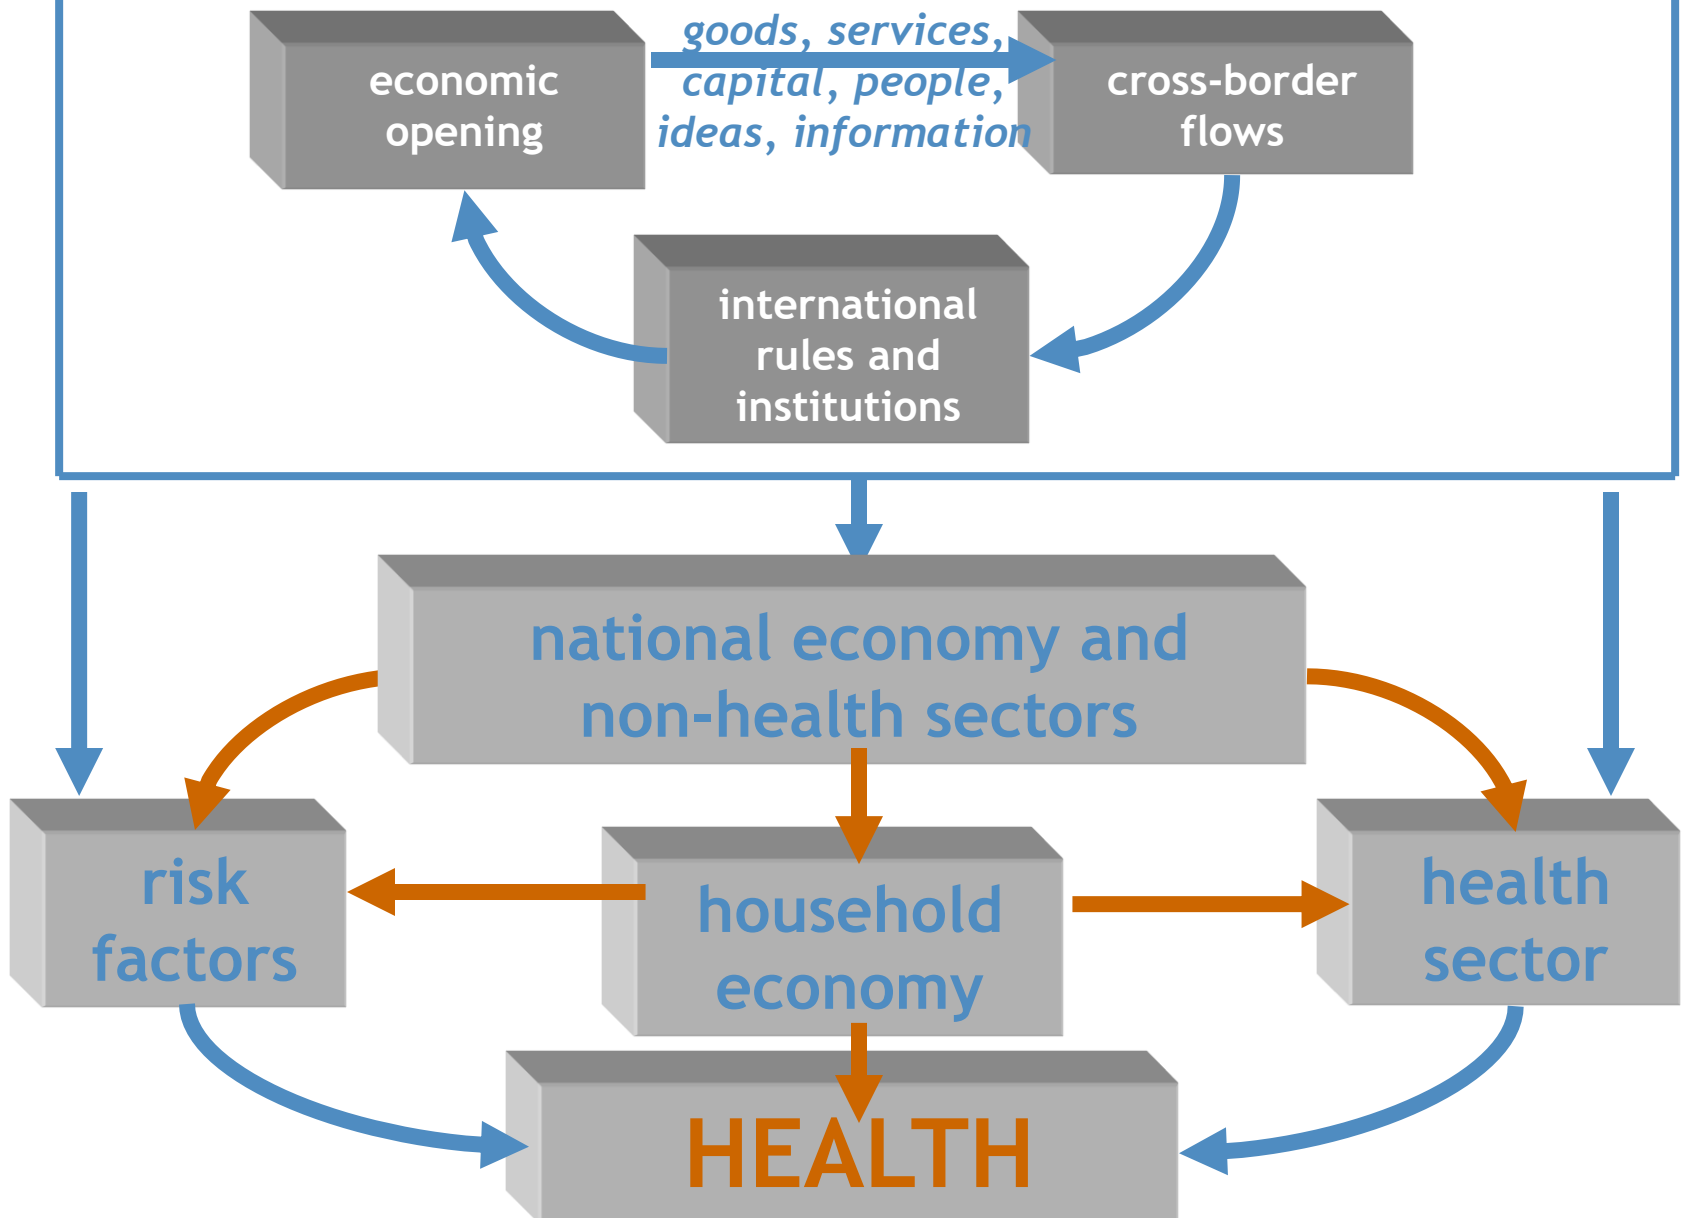 economic
opening
goods, services,
capital, people,
ideas, information
cross-border
flows
international
rules and
institutions
national economy and
non-health sectors
risk
factors
household
economy
health
sector
HEALTH